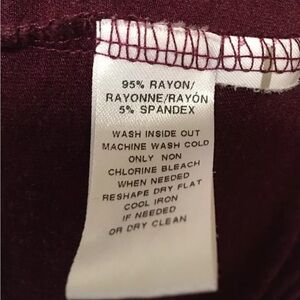 95% RAYON/
RAYONNE/RAYÓN
5% SPANDEX
WASH INSIDE OUT
MACHINE WASH COLD
ONLY NON
CHLORINE BLEACH
WHEN NEEDED
RESHAPE DRY FLAT
COOL IRON
IF NEEDED
OR DRY CLEAN